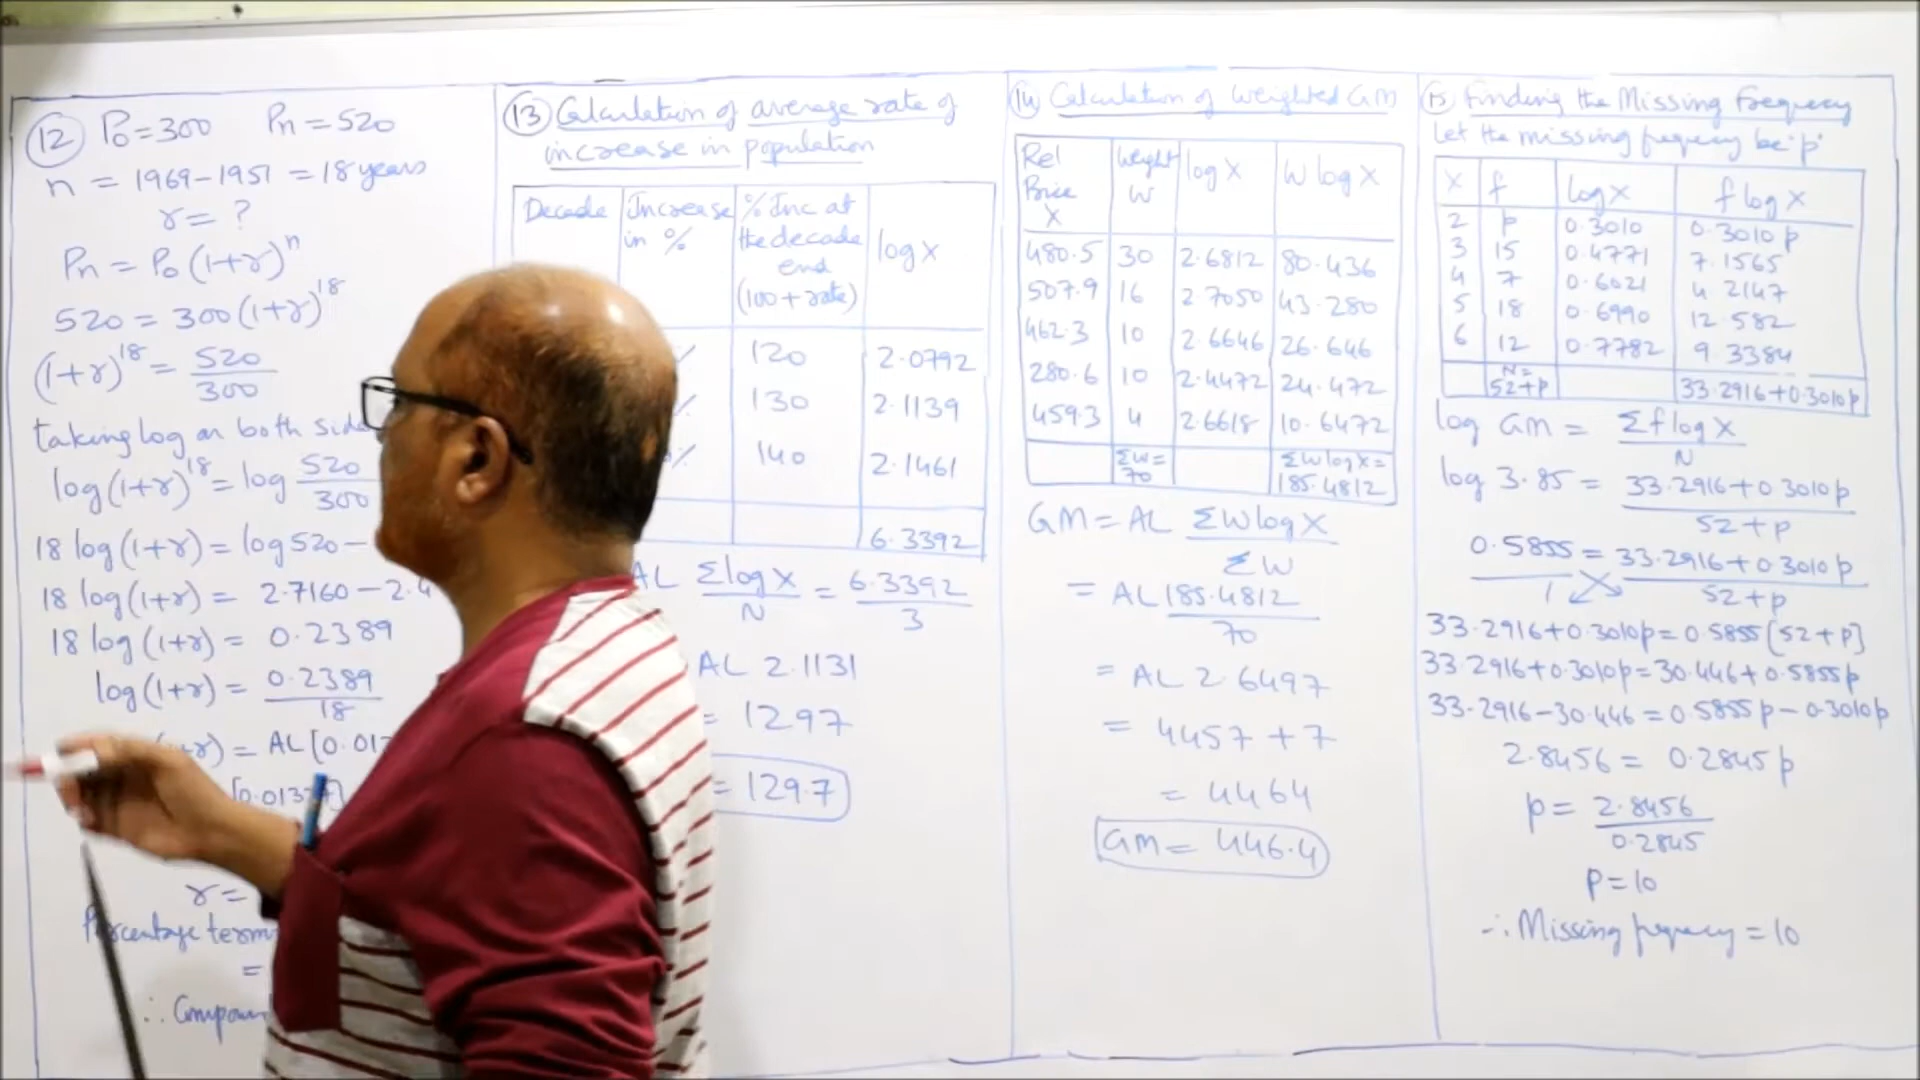 12 P0=300 Pn=520
n = 1969-1951 = 18 years
r = ?
Pn = P0 (1+r)^n
520 = 300(1+r)^18
(1+r)^18 = 520/300
taking log on both side
log(1+r)^18 = log 520/300
18 log(1+r) = log520 -
18 log(1+r) = 2.7160 - 2.4
18 log(1+r) = 0.2389
log(1+r) = 0.2389/18
+r) = AL[0.01
r =
Percentage terms
=
∴ Compoun
13 Calculation of average rate of
increase in population
Decade | Increase in % | % Inc at the decade end (100+rate) | log X
% | 120 | 2.0792
% | 130 | 2.1139
% | 140 | 2.1461
6.3392
AL ΣlogX/N = 6.3392/3
AL 2.1131
= 1297
= 129.7
14 Calculation of Weighted GM
Rel Price X | Weight W | log X | W log X
480.5 | 30 | 2.6812 | 80.436
507.9 | 16 | 2.7050 | 43.280
462.3 | 10 | 2.6646 | 26.646
280.6 | 10 | 2.4472 | 24.472
459.3 | 4 | 2.6618 | 10.6472
ΣW=70 | ΣWlogX=185.4812
GM = AL ΣWlogX/ΣW
= AL 185.4812/70
= AL 2.6497
= 4457 + 7
= 4464
GM = 446.4
15 Finding the Missing Frequency
Let the missing frequency be 'p'
X | f | log X | f log X
2 | p | 0.3010 | 0.3010 p
3 | 15 | 0.4771 | 7.1565
4 | 7 | 0.6021 | 4.2147
5 | 18 | 0.6990 | 12.582
6 | 12 | 0.7782 | 9.3384
N=52+p | 33.2916+0.3010p
log GM = Σf log X/N
log 3.85 = 33.2916+0.3010p/52+p
0.5855/1 = 33.2916+0.3010p/52+p
33.2916+0.3010p=0.5855[52+p]
33.2916+0.3010p=30.446+0.5855p
33.2916-30.446=0.5855p-0.3010p
2.8456 = 0.2845p
p = 2.8456/0.2845
p=10
∴ Missing frequency = 10